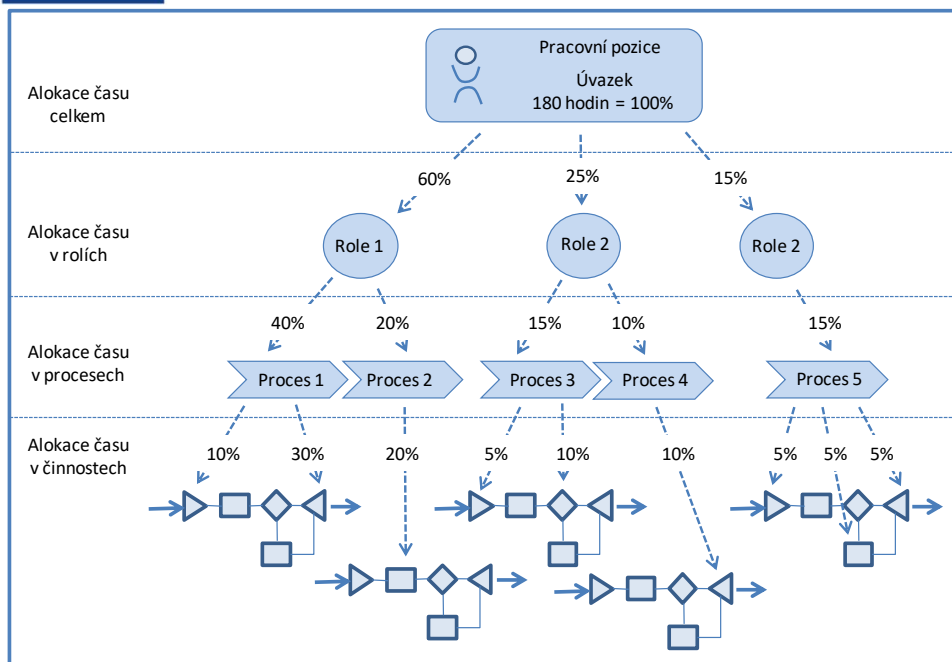 Pracovní pozice
Úvazek
180 hodin = 100%
Alokace času
celkem
60%
25%
15%
Alokace času
v rolích
Role 1
Role 2
Role 2
40%
20%
15%
10%
15%
Alokace času
v procesech
Proces 1
Proces 2
Proces 3
Proces 4
Proces 5
Alokace času
v činnostech
10%
30%
20%
5%
10%
10%
5%
5%
5%